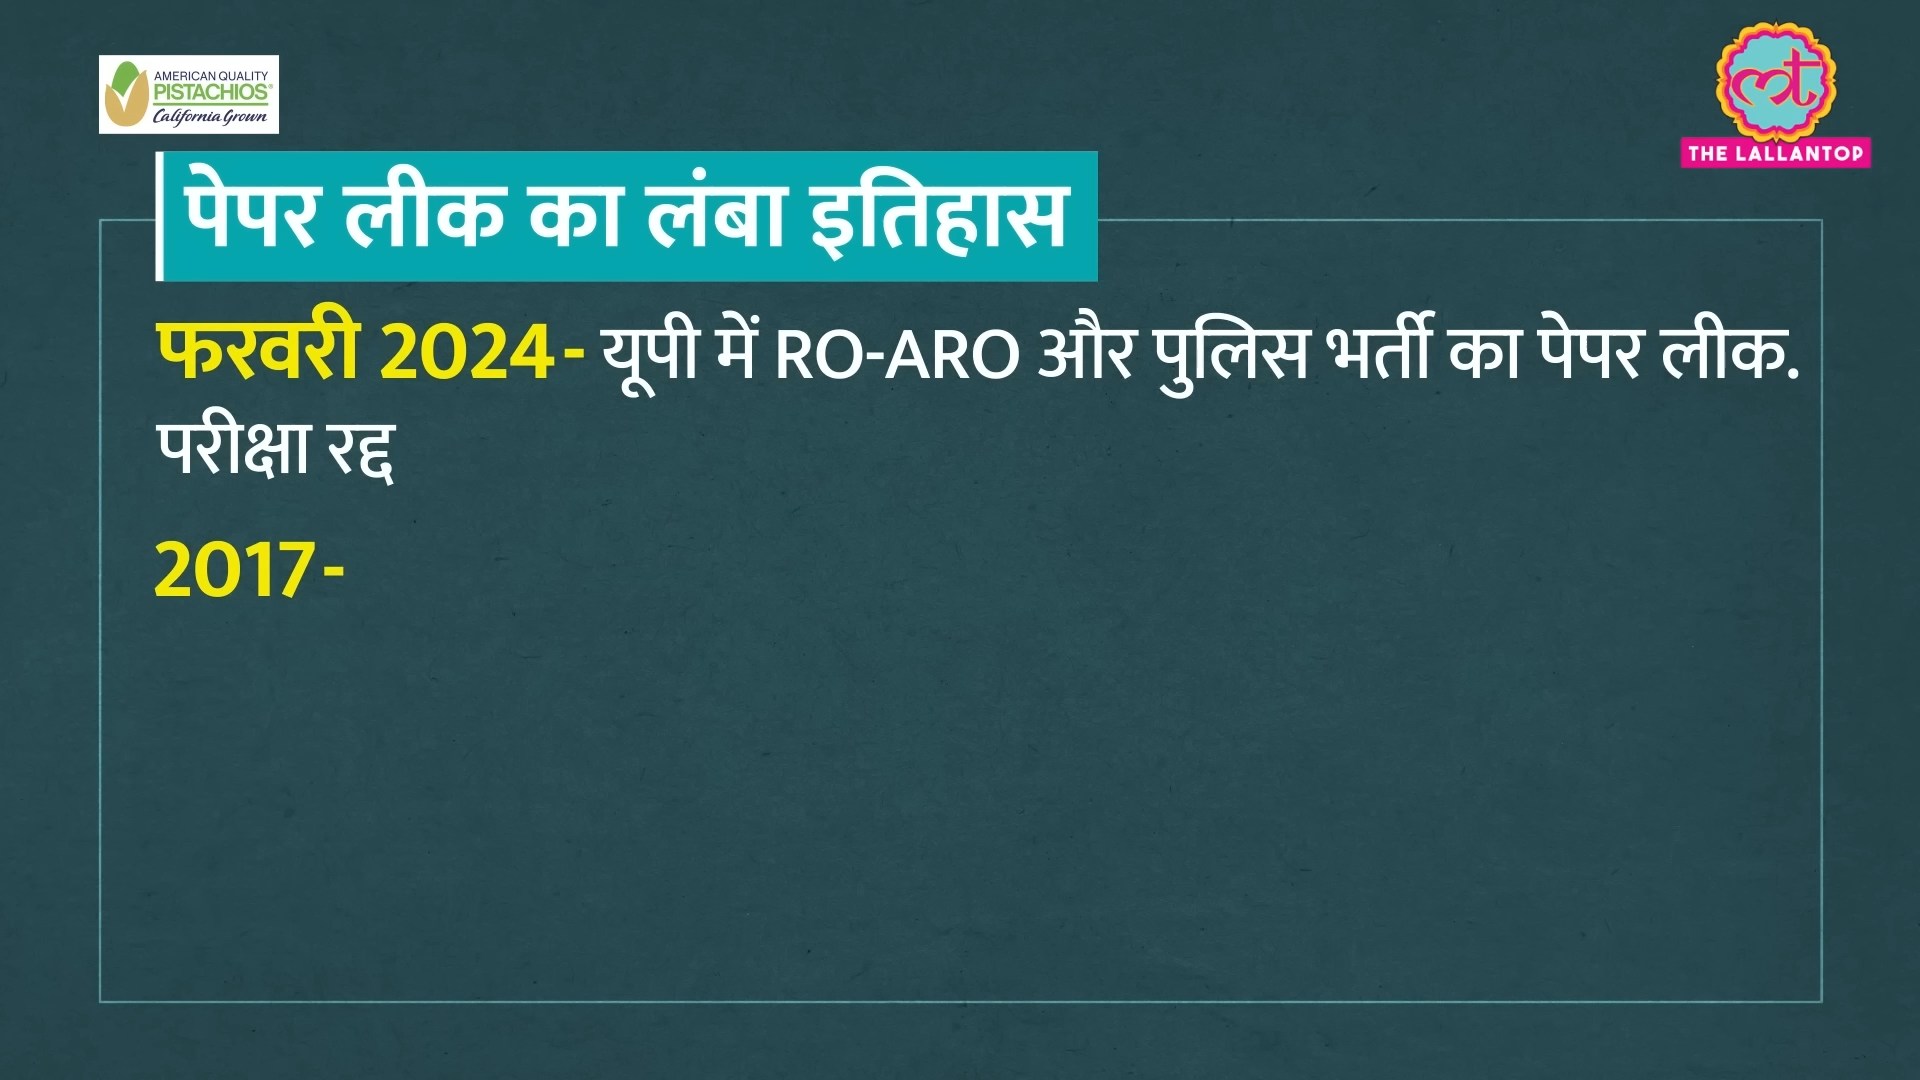 AMERICAN QUALITY
PISTACHIOS®
California Grown
THE LALLANTOP
पेपर लीक का लंबा इतिहास
फरवरी 2024- यूपी में RO-ARO और पुलिस भर्ती का पेपर लीक.
परीक्षा रद्द
2017-